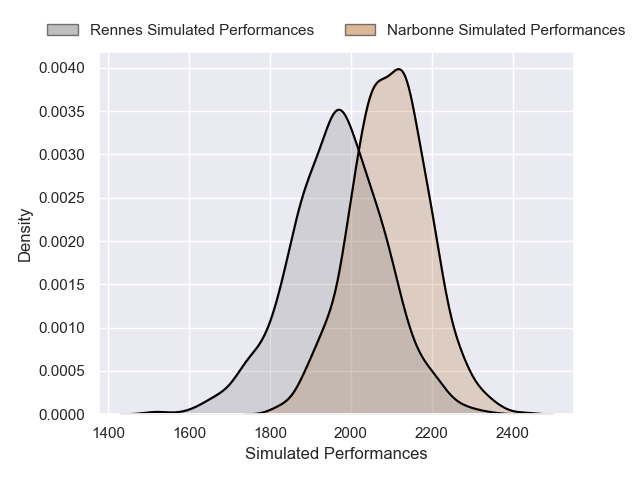 Rennes Simulated Performances Narbonne Simulated Performances
0.0040
0.0035
0.0030
0.0025
0.0020
0.0015
0.0010
0.0005
0.0000
Density
1400 1600 1800 2000 2200 2400
Simulated Performances